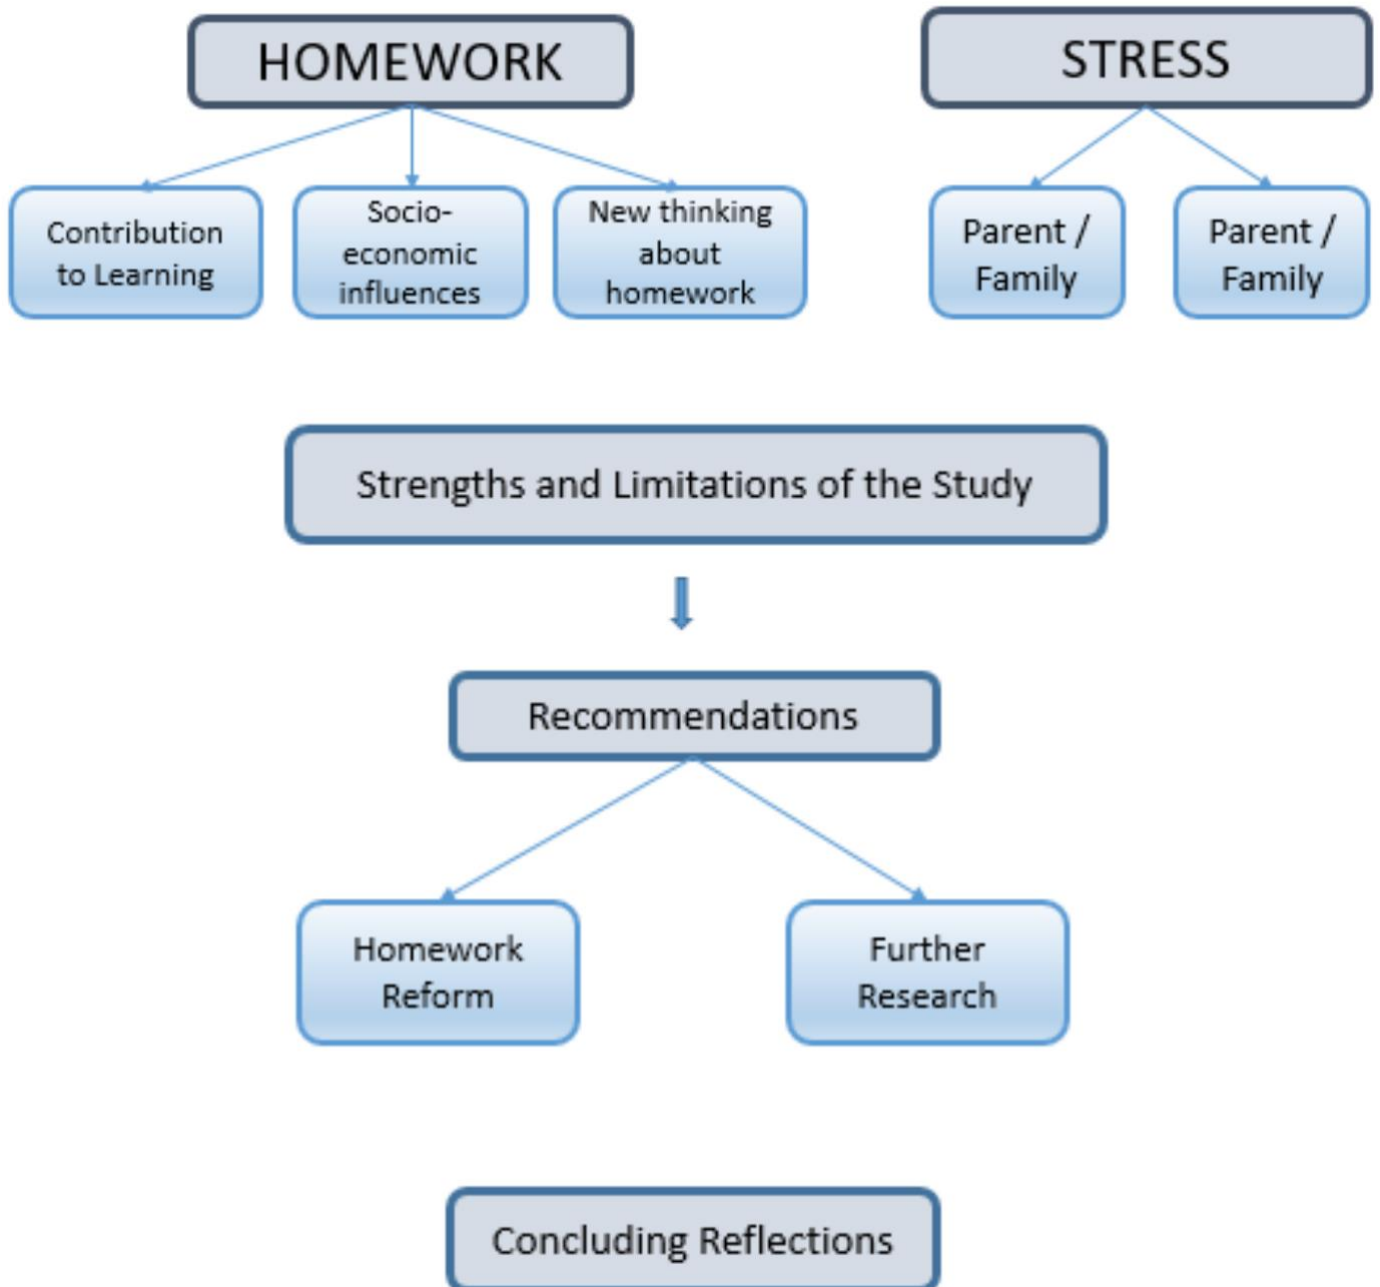 HOMEWORK
STRESS
Contribution
to Learning
Socio-
economic
influences
New thinking
about
homework
Parent /
Family
Parent /
Family
Strengths and Limitations of the Study
Recommendations
Homework
Reform
Further
Research
Concluding Reflections